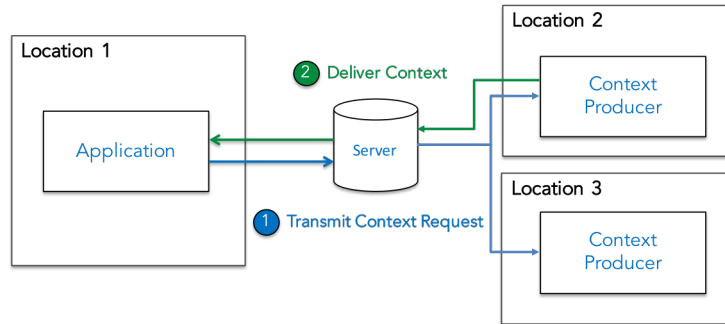 Location 1
Application
2 Deliver Context
Server
1 Transmit Context Request
Location 2
Context
Producer
Location 3
Context
Producer